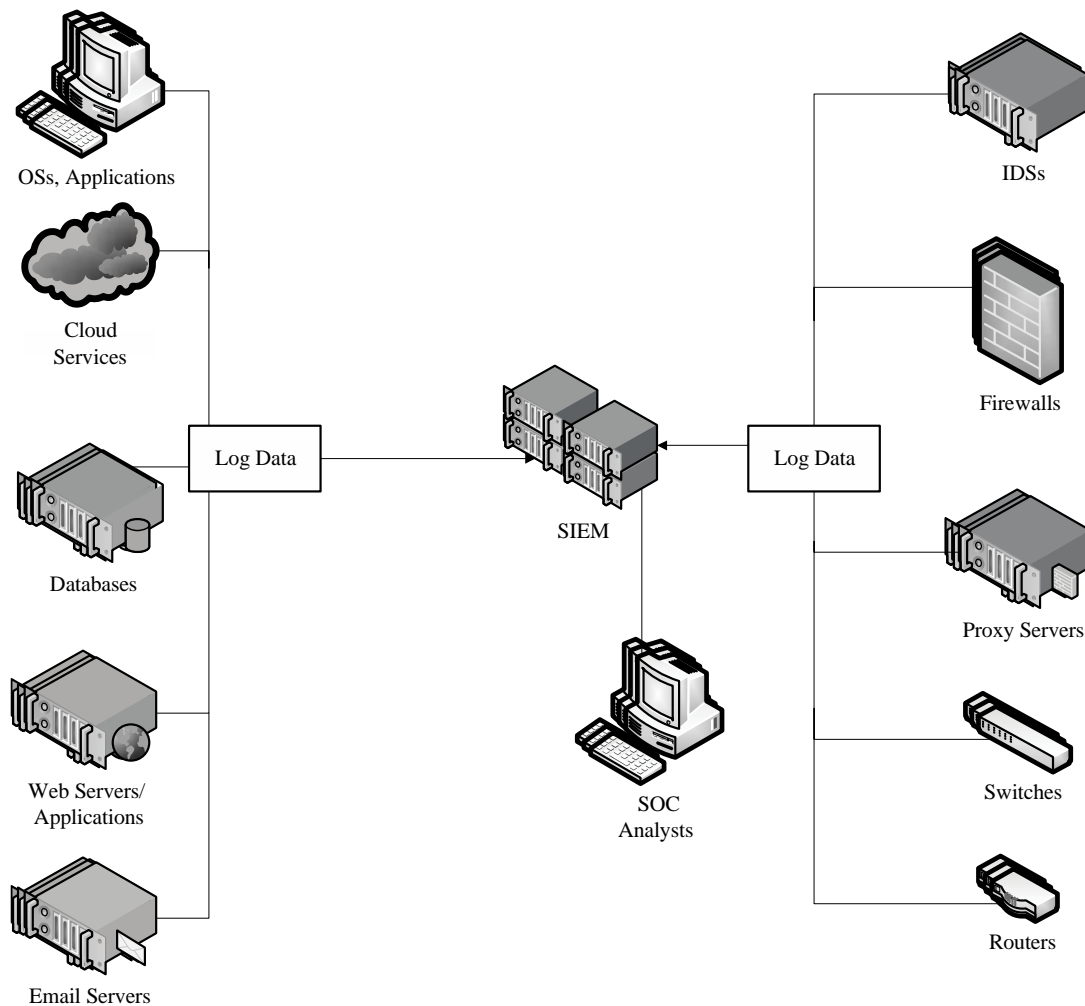 OSs, Applications
Cloud
Services
Log Data
Databases
Web Servers/
Applications
Email Servers
SIEM
SOC
Analysts
Log Data
IDSs
Firewalls
Proxy Servers
Switches
Routers